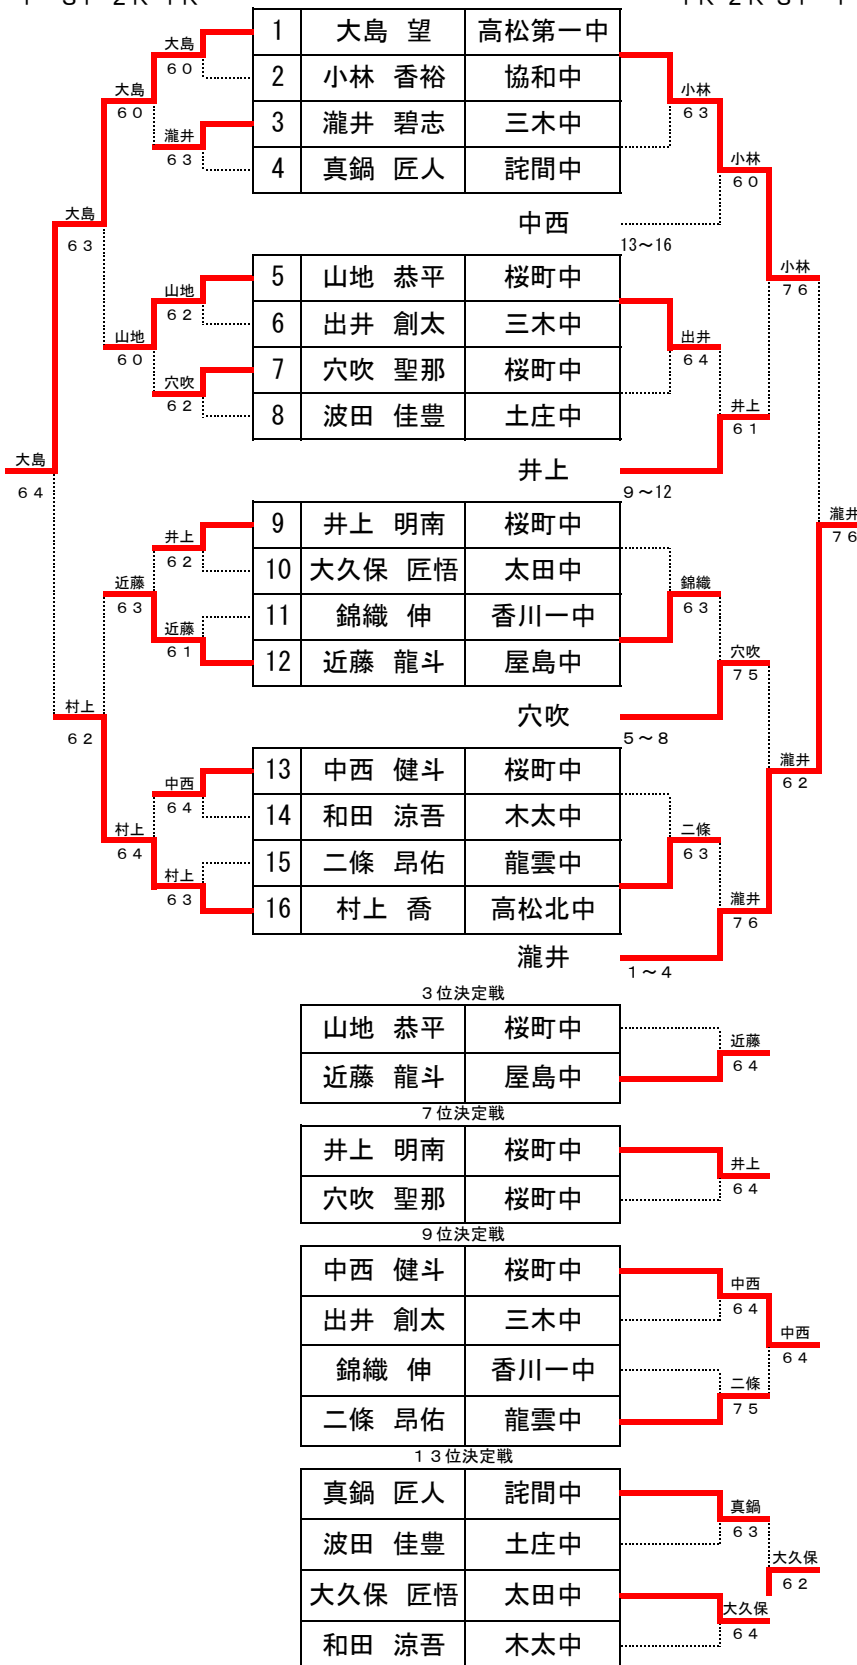 大島
６０
大島
６０
瀧井
６３
大島
６３
山地
６２
山地
６０
穴吹
６２
大島
６４
井上
６２
近藤
６３
近藤
６１
村上
６２
中西
６４
村上
６４
村上
６３
1 大島 望 高松第一中
2 小林 香裕 協和中
3 瀧井 碧志 三木中
4 真鍋 匠人 詫間中
中西
13～16
5 山地 恭平 桜町中
6 出井 創太 三木中
7 穴吹 聖那 桜町中
8 波田 佳豊 土庄中
井上
9～12
9 井上 明南 桜町中
10 大久保 匠悟 太田中
11 錦織 伸 香川一中
12 近藤 龍斗 屋島中
穴吹
５～８
13 中西 健斗 桜町中
14 和田 涼吾 木太中
15 二條 昂佑 龍雲中
16 村上 喬 高松北中
瀧井
1～4
小林
６３
小林
６０
小林
７６
出井
６４
井上
６１
瀧井
７６
錦織
６３
穴吹
７５
瀧井
６２
二條
６３
瀧井
７６
３位決定戦
山地 恭平 桜町中
近藤 龍斗 屋島中
近藤
６４
７位決定戦
井上 明南 桜町中
穴吹 聖那 桜町中
井上
６４
９位決定戦
中西 健斗 桜町中
出井 創太 三木中
錦織 伸 香川一中
二條 昂佑 龍雲中
中西
６４
中西
６４
二條
７５
１３位決定戦
真鍋 匠人 詫間中
波田 佳豊 土庄中
大久保 匠悟 太田中
和田 涼吾 木太中
真鍋
６３
大久保
６２
大久保
６４